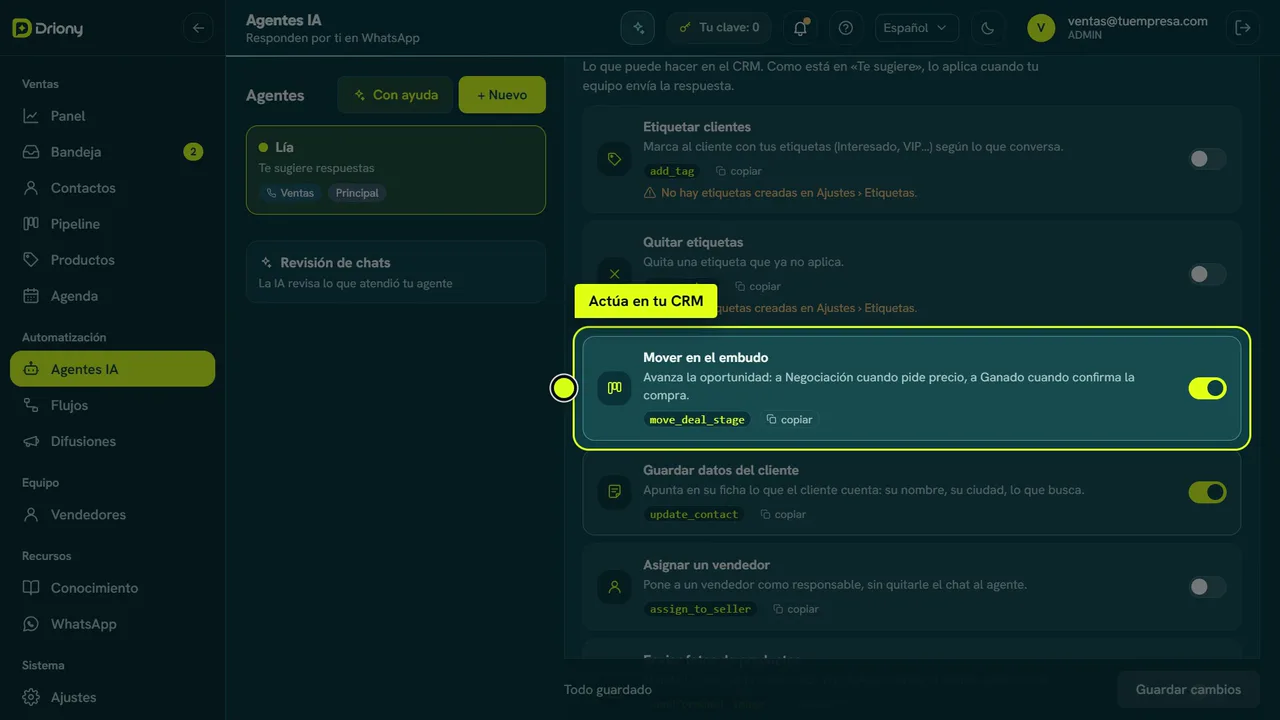 Driony
Agentes IA
Responden por ti en WhatsApp
Tu clave: 0
Español
V
ventas@tuempresa.com
ADMIN
Ventas
Panel
Bandeja
2
Contactos
Pipeline
Productos
Agenda
Automatización
Agentes IA
Flujos
Difusiones
Equipo
Vendedores
Recursos
Conocimiento
WhatsApp
Sistema
Ajustes
Agentes
Con ayuda
+ Nuevo
Lía
Te sugiere respuestas
Ventas
Principal
Revisión de chats
La IA revisa lo que atendió tu agente
Lo que puede hacer en el CRM. Como está en «Te sugiere», lo aplica cuando tu
equipo envía la respuesta.
Etiquetar clientes
Marca al cliente con tus etiquetas (Interesado, VIP…) según lo que conversa.
add_tag
copiar
No hay etiquetas creadas en Ajustes › Etiquetas.
Quitar etiquetas
Quita una etiqueta que ya no aplica.
copiar
Actúa en tu CRM
etiquetas creadas en Ajustes › Etiquetas.
Mover en el embudo
Avanza la oportunidad: a Negociación cuando pide precio, a Ganado cuando confirma la
compra.
move_deal_stage
copiar
Guardar datos del cliente
Apunta en su ficha lo que el cliente cuenta: su nombre, su ciudad, lo que busca.
update_contact
copiar
Asignar un vendedor
Pone a un vendedor como responsable, sin quitarle el chat al agente.
assign_to_seller
copiar
Todo guardado
Guardar cambios